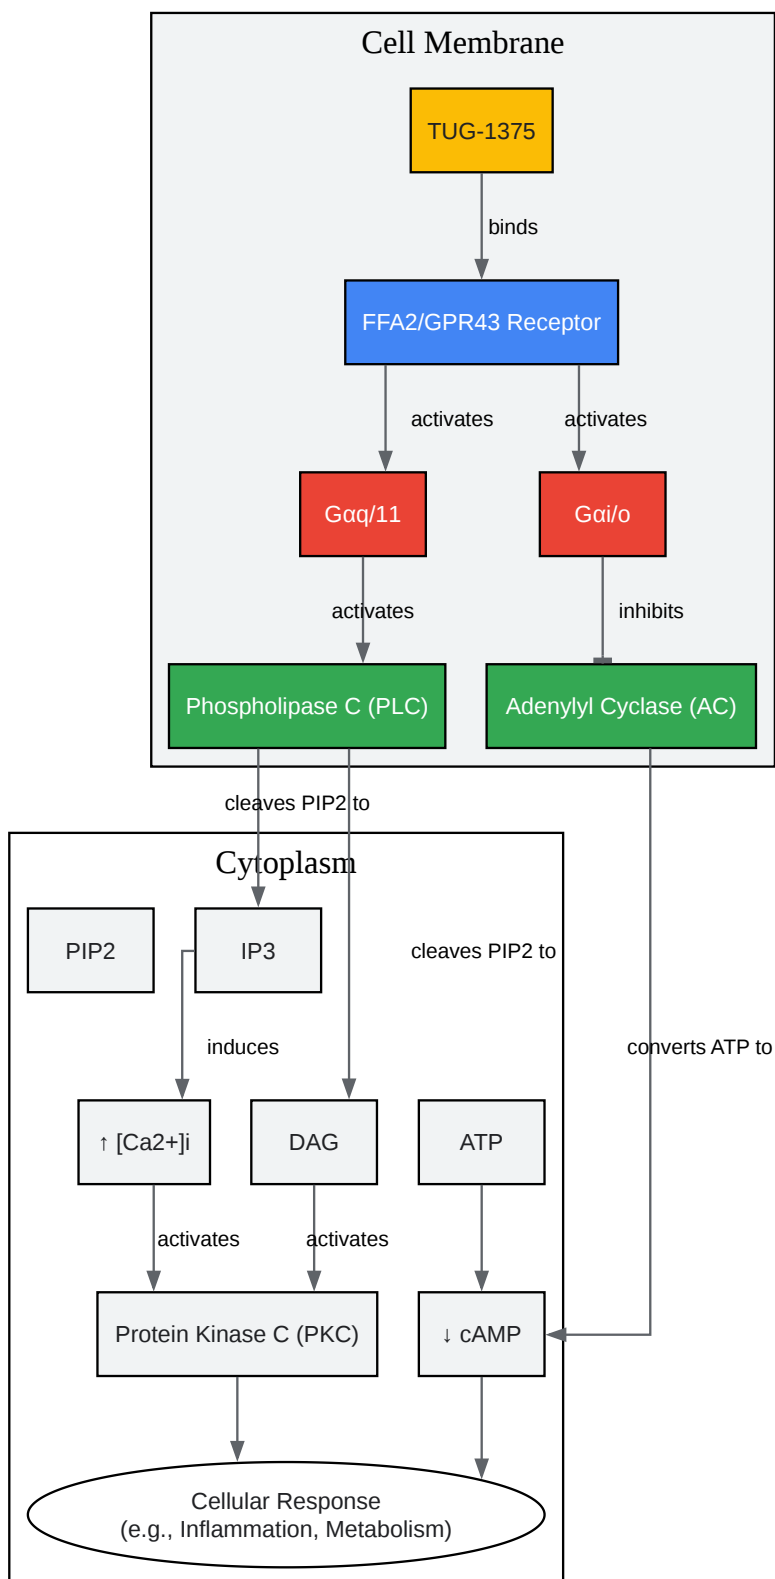 Cell Membrane
TUG-1375
binds
FFA2/GPR43 Receptor
activates
activates
Gαq/11
Gαi/o
activates
inhibits
Phospholipase C (PLC)
Adenylyl Cyclase (AC)
cleaves PIP2 to
Cytoplasm
PIP2
IP3
cleaves PIP2 to
induces
converts ATP to
↑ [Ca2+]i
DAG
ATP
activates
activates
Protein Kinase C (PKC)
↓ cAMP
Cellular Response
(e.g., Inflammation, Metabolism)